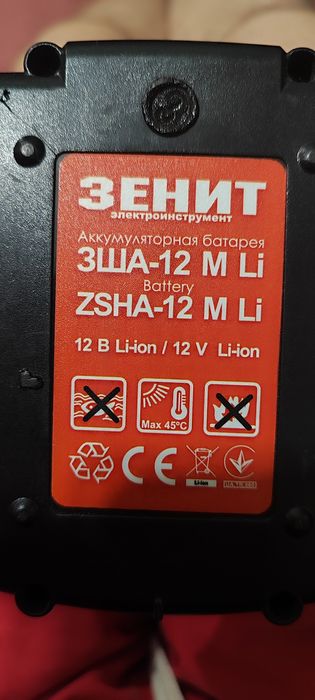 ЗЕНИТ
электроинструмент
Аккумуляторная батарея
ЗША-12 М Li
Battery
ZSHA-12 M Li
12 В Li-ion / 12 V Li-ion
Max 45°C
CE
Li-ion